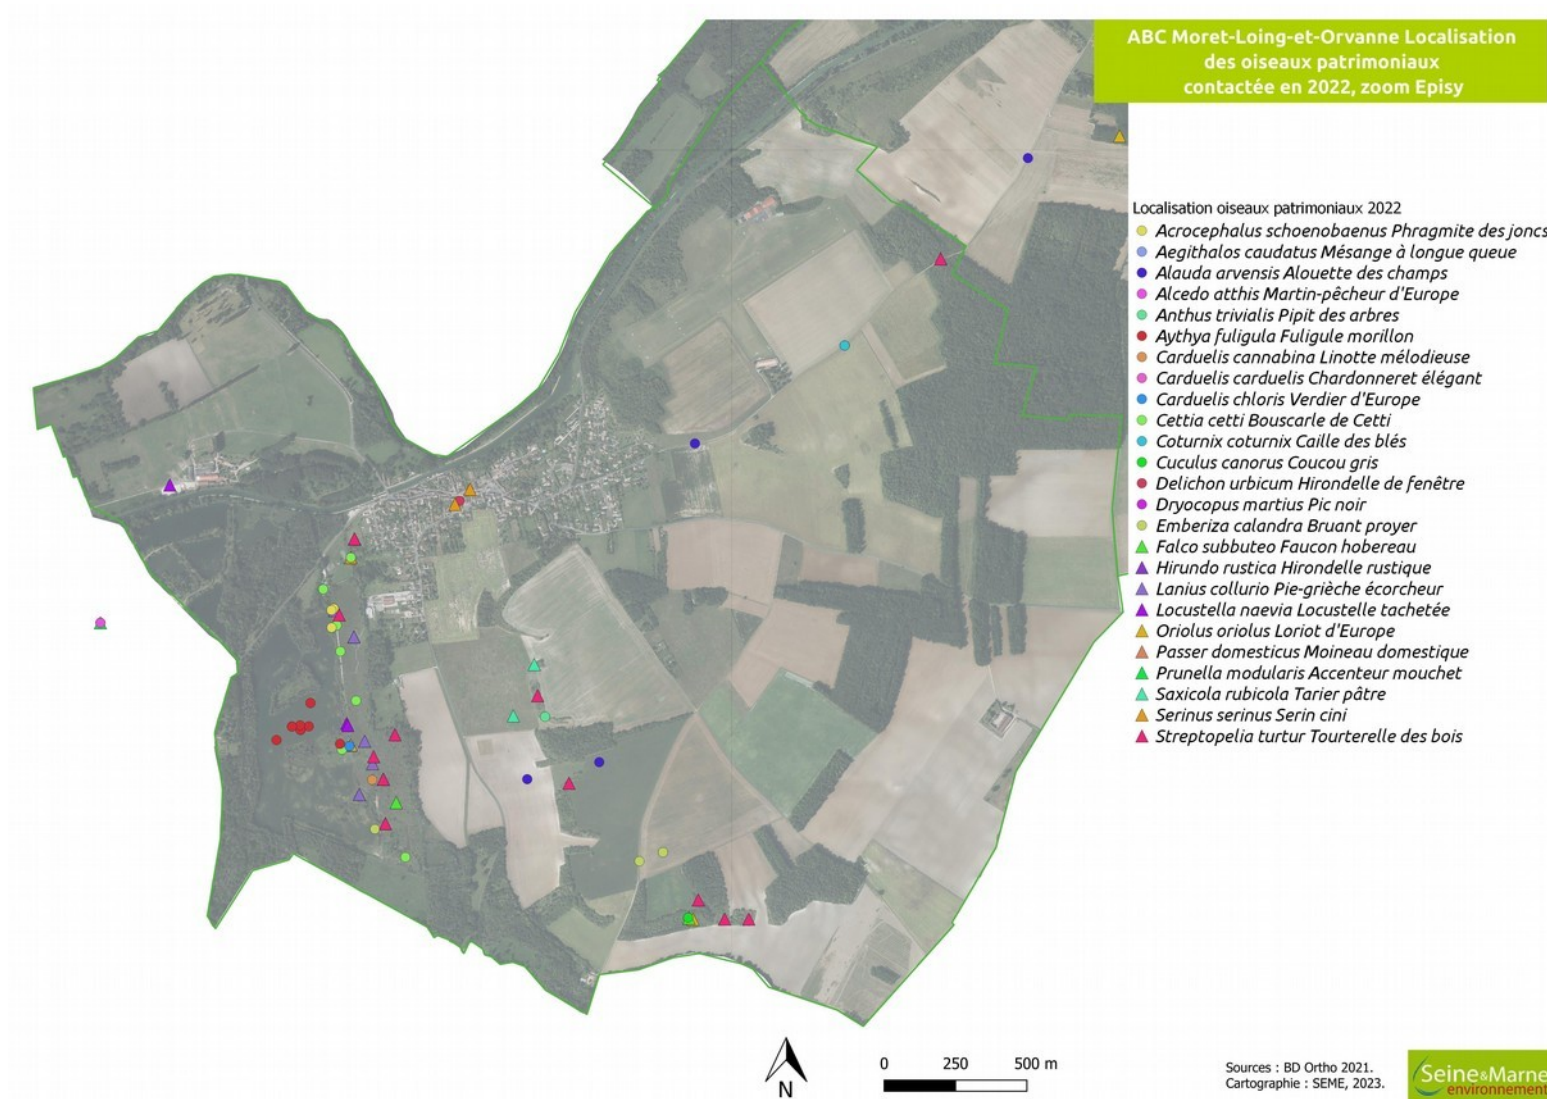 ABC Moret-Loing-et-Orvanne Localisation
des oiseaux patrimoniaux
contactée en 2022, zoom Episy
Localisation oiseaux patrimoniaux 2022
Acrocephalus schoenobaenus Phragmite des joncs
Aegithalos caudatus Mésange à longue queue
Alauda arvensis Alouette des champs
Alcedo atthis Martin-pêcheur d'Europe
Anthus trivialis Pipit des arbres
Aythya fuligula Fuligule morillon
Carduelis cannabina Linotte mélodieuse
Carduelis carduelis Chardonneret élégant
Carduelis chloris Verdier d'Europe
Cettia cetti Bouscarle de Cetti
Coturnix coturnix Caille des blés
Cuculus canorus Coucou gris
Delichon urbicum Hirondelle de fenêtre
Dryocopus martius Pic noir
Emberiza calandra Bruant proyer
Falco subbuteo Faucon hobereau
Hirundo rustica Hirondelle rustique
Lanius collurio Pie-grièche écorcheur
Locustella naevia Locustelle tachetée
Oriolus oriolus Loriot d'Europe
Passer domesticus Moineau domestique
Prunella modularis Accenteur mouchet
Saxicola rubicola Tarier pâtre
Serinus serinus Serin cini
Streptopelia turtur Tourterelle des bois
N
0 250 500 m
Sources : BD Ortho 2021.
Cartographie : SEME, 2023.
Seine&Marne
environnement